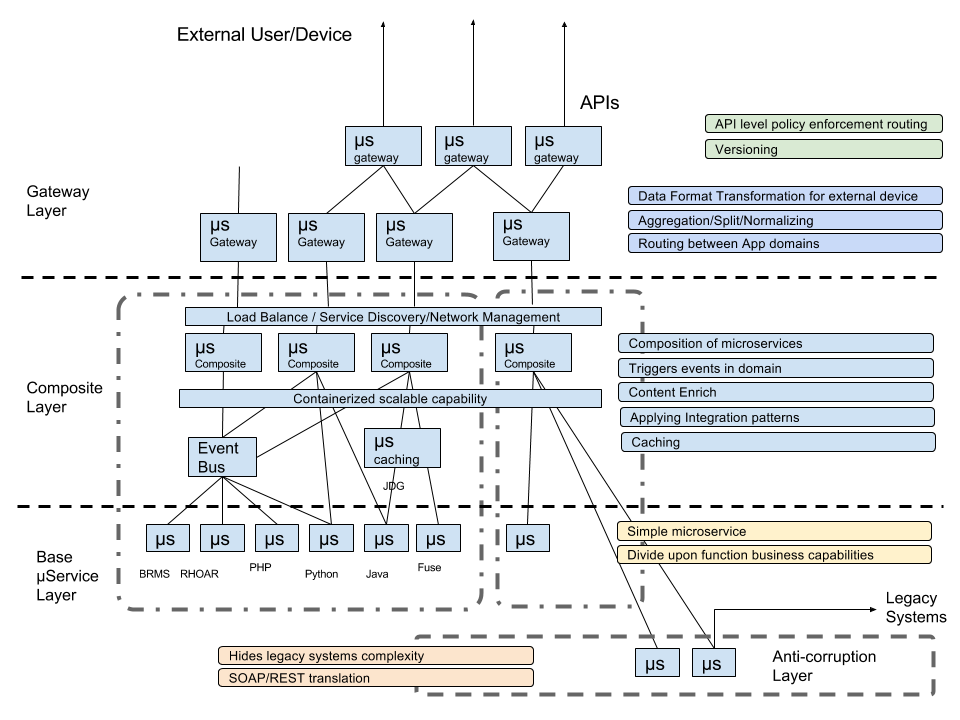 External User/Device
APIs
µs
gateway
µs
gateway
µs
gateway
API level policy enforcement routing
Versioning
Gateway
Layer
µs
Gateway
µs
Gateway
µs
Gateway
µs
Gateway
Data Format Transformation for external device
Aggregation/Split/Normalizing
Routing between App domains
Load Balance / Service Discovery/Network Management
µs
Composite
µs
Composite
µs
Composite
µs
Composite
Composition of microservices
Triggers events in domain
Content Enrich
Applying Integration patterns
Caching
Composite
Layer
Containerized scalable capability
Event
Bus
µs
caching
JDG
Base
µService
Layer
µs
µs
µs
µs
µs
µs
µs
BRMS
RHOAR
PHP
Python
Java
Fuse
Simple microservice
Divide upon function business capabilities
Legacy
Systems
Hides legacy systems complexity
SOAP/REST translation
µs
µs
Anti-corruption
Layer